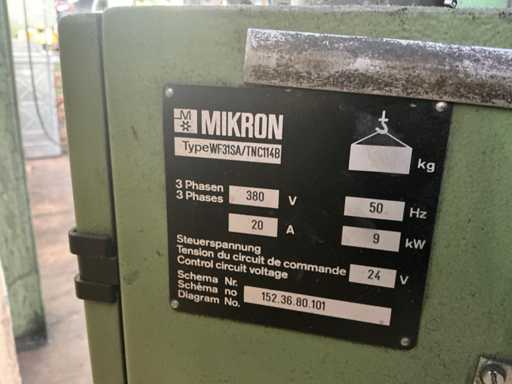 M MIKRON
Type WF31SA/TNC114B
kg
3 Phasen
3 Phases
380 V
50 Hz
20 A
9 kW
Steuerspannung
Tension du circuit de commande
Control circuit voltage
24 V
Schema Nr.
Schéma no
Diagram No.
152.36.80.101